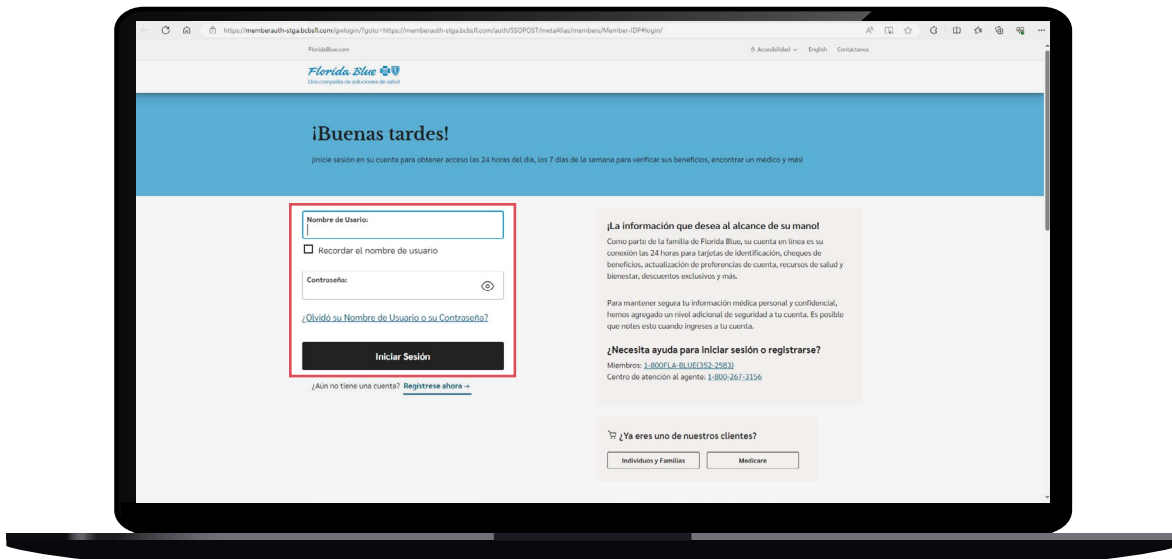 https://memberauth-stga.bcbsfl.com/gwlogin/?goto=https://memberauth-stga.bcbsfl.com/auth/SSOPOST/metaAlias/members/Member-IDP#login/
FloridaBlue.com
Accesibilidad
English
Contáctanos
Florida Blue
Una compañía de soluciones de salud
¡Buenas tardes!
¡Inicie sesión en su cuenta para obtener acceso las 24 horas del día, los 7 días de la semana para verificar sus beneficios, encontrar un médico y más!
Nombre de Usario:
Recordar el nombre de usuario
Contraseña:
¿Olvidó su Nombre de Usuario o su Contraseña?
Iniciar Sesión
¿Aún no tiene una cuenta? Regístrese ahora →
¡La información que desea al alcance de su mano!
Como parte de la familia de Florida Blue, su cuenta en línea es su
conexión las 24 horas para tarjetas de identificación, cheques de
beneficios, actualización de preferencias de cuenta, recursos de salud y
bienestar, descuentos exclusivos y más.
Para mantener segura tu información médica personal y confidencial,
hemos agregado un nivel adicional de seguridad a tu cuenta. Es posible
que notes esto cuando ingreses a tu cuenta.
¿Necesita ayuda para iniciar sesión o registrarse?
Miembros: 1-800FLA-BLUE(352-2583)
Centro de atención al agente: 1-800-267-3156
¿Ya eres uno de nuestros clientes?
Individuos y Familias
Medicare